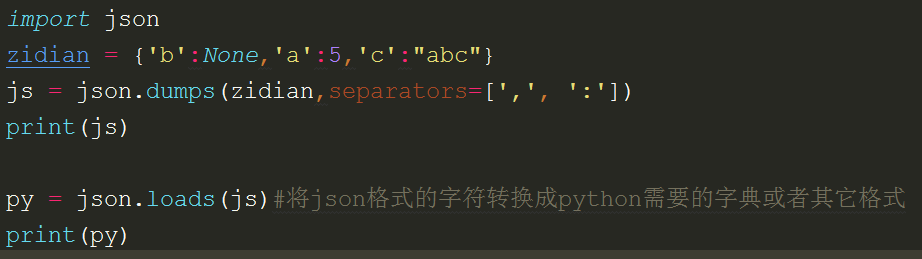 import json
zidian = {'b':None,'a':5,'c':"abc"}
js = json.dumps(zidian,separators=[',', ':'])
print(js)
py = json.loads(js)#将json格式的字符转换成python需要的字典或者其它格式
print(py)